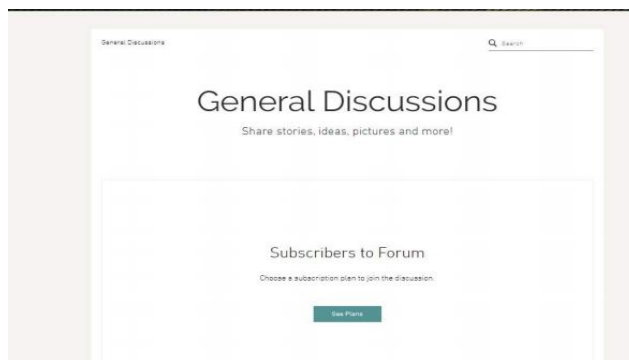 General Discussions
Search
General Discussions
Share stories, ideas, pictures and more!
Subscribers to Forum
Choose a subscription plan to join the discussion.
See Plans